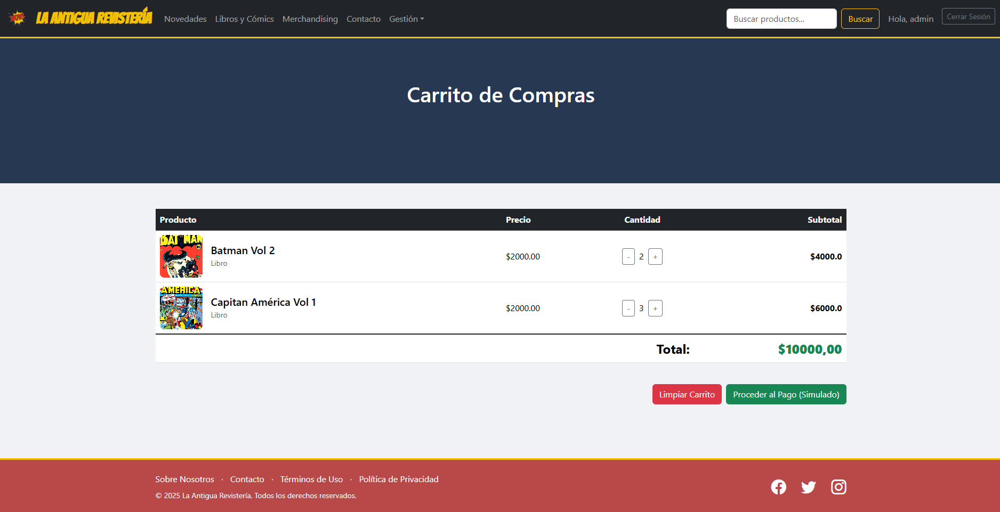 WOW! LA ANTIGUA REVISTERÍA Novedades Libros y Cómics Merchandising Contacto Gestión Buscar productos... Buscar Hola, admin Cerrar Sesión
Carrito de Compras
Producto Precio Cantidad Subtotal
BATMAN
Batman Vol 2
Libro
$2000.00 - 2 + $4000.0
AMERICA
Capitan América Vol 1
Libro
$2000.00 - 3 + $6000.0
Total: $10000,00
Limpiar Carrito Proceder al Pago (Simulado)
Sobre Nosotros · Contacto · Términos de Uso · Política de Privacidad
© 2025 La Antigua Revistería. Todos los derechos reservados.